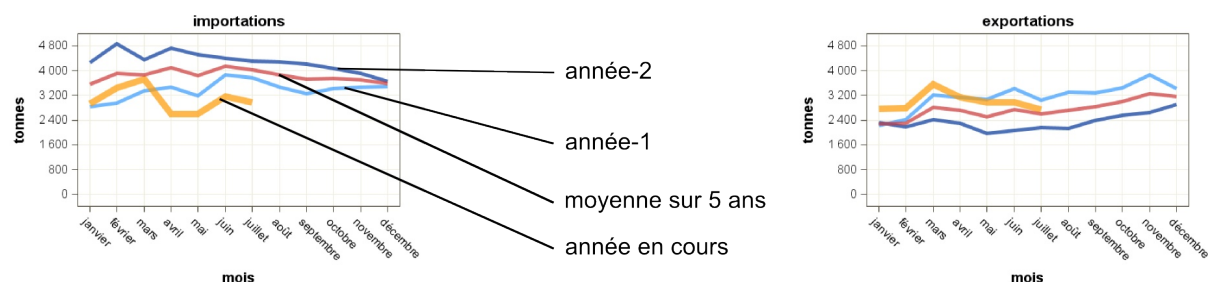 importations
4 800
4 000
3 200
2 400
1 600
800
0
tonnes
janvier
février
mars
avril
mai
juin
juillet
août
septembre
octobre
novembre
décembre
mois
année-2
année-1
moyenne sur 5 ans
année en cours
exportations
4 800
4 000
3 200
2 400
1 600
800
0
tonnes
janvier
février
mars
avril
mai
juin
juillet
août
septembre
octobre
novembre
décembre
mois